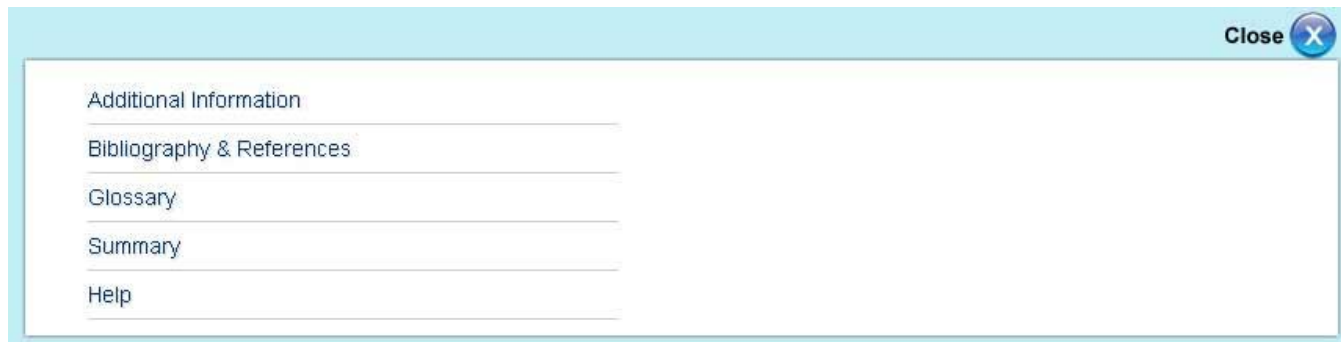 Close X
Additional Information
Bibliography & References
Glossary
Summary
Help